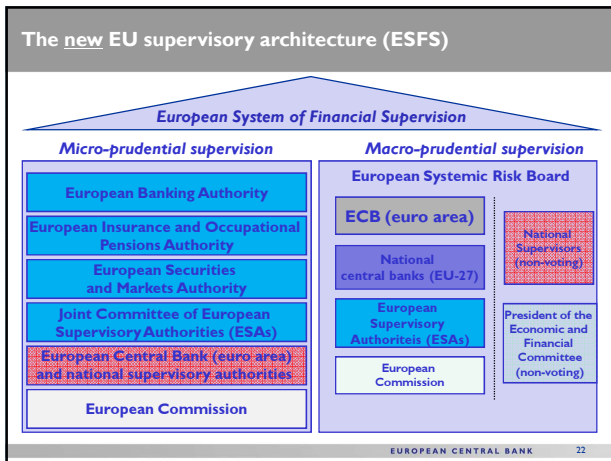 The new EU supervisory architecture (ESFS)
European System of Financial Supervision
Micro-prudential supervision
European Banking Authority
European Insurance and Occupational
Pensions Authority
European Securities
and Markets Authority
Joint Committee of European
Supervisory Authorities (ESAs)
European Central Bank (euro area)
and national supervisory authorities
European Commission
Macro-prudential supervision
European Systemic Risk Board
ECB (euro area)
National
central banks (EU-27)
European
Supervisory
Authoriteis (ESAs)
European
Commission
National
Supervisors
(non-voting)
President of the
Economic and
Financial
Committee
(non-voting)
EUROPEAN CENTRAL BANK 22